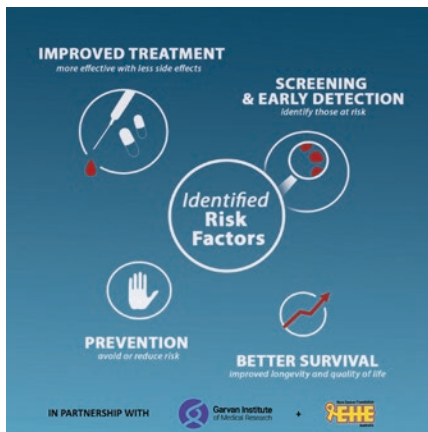 IMPROVED TREATMENT
more effective with less side effects
SCREENING
& EARLY DETECTION
identify those at risk
Identified
Risk
Factors
PREVENTION
avoid or reduce risk
BETTER SURVIVAL
improved longevity and quality of life
IN PARTNERSHIP WITH
Garvan Institute
of Medical Research
+
EHE